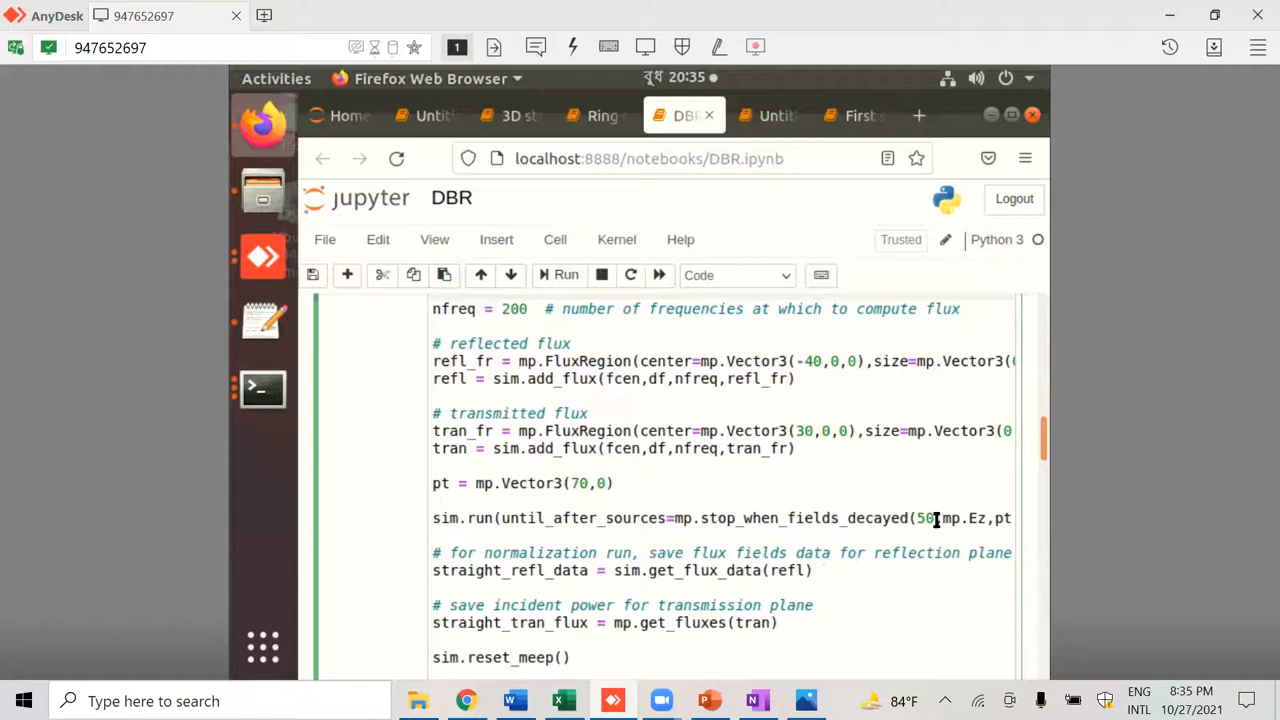 AnyDesk
947652697
947652697
1
Activities
Firefox Web Browser
বুধ 20:35
Home
Untit
3D st
Ring
DBR
Untit
First
localhost:8888/notebooks/DBR.ipynb
jupyter
DBR
Logout
File
Edit
View
Insert
Cell
Kernel
Help
Trusted
Python 3
Run
Code
nfreq = 200 # number of frequencies at which to compute flux
# reflected flux
refl_fr = mp.FluxRegion(center=mp.Vector3(-40,0,0),size=mp.Vector3(0
refl = sim.add_flux(fcen,df,nfreq,refl_fr)
# transmitted flux
tran_fr = mp.FluxRegion(center=mp.Vector3(30,0,0),size=mp.Vector3(0
tran = sim.add_flux(fcen,df,nfreq,tran_fr)
pt = mp.Vector3(70,0)
sim.run(until_after_sources=mp.stop_when_fields_decayed(50,mp.Ez,pt
# for normalization run, save flux fields data for reflection plane
straight_refl_data = sim.get_flux_data(refl)
# save incident power for transmission plane
straight_tran_flux = mp.get_fluxes(tran)
sim.reset_meep()
Type here to search
84°F
ENG
INTL
8:35 PM
10/27/2021